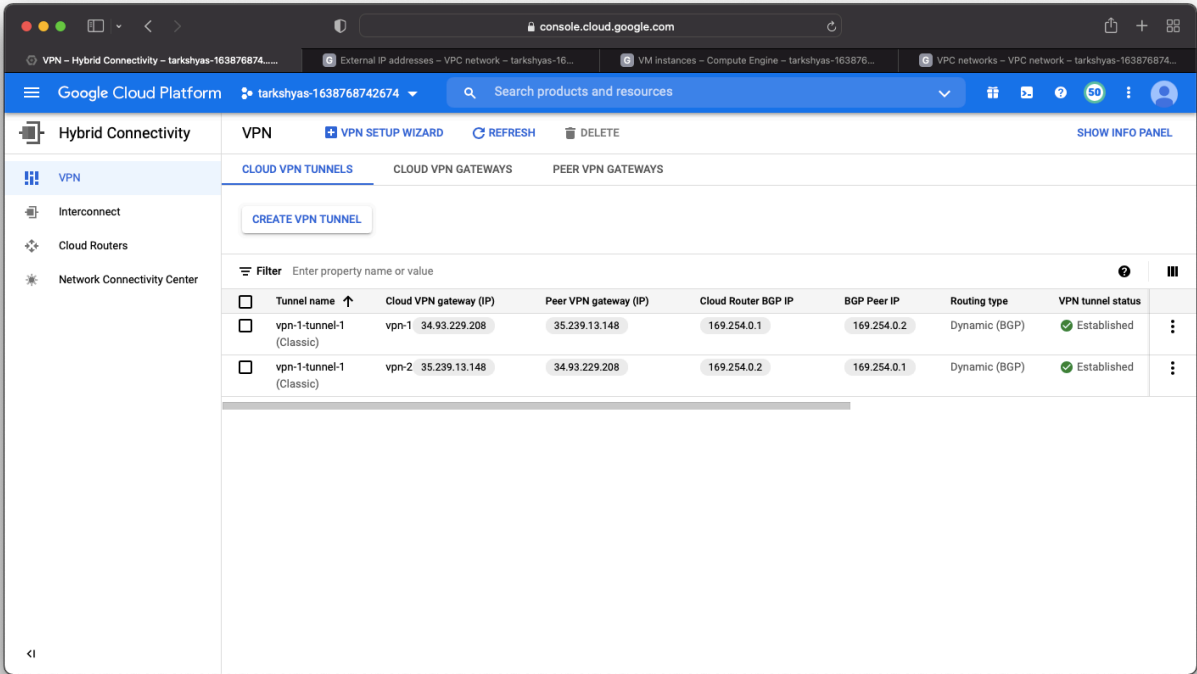 console.cloud.google.com
VPN – Hybrid Connectivity – tarkshyas-163876874......
G External IP addresses – VPC network – tarkshyas-16...
G VM instances – Compute Engine – tarkshyas-163876...
G VPC networks – VPC network – tarkshyas-16387674...
Google Cloud Platform tarkshyas-1638768742674 Search products and resources 50
Hybrid Connectivity
VPN VPN SETUP WIZARD REFRESH DELETE SHOW INFO PANEL
VPN
Interconnect
Cloud Routers
Network Connectivity Center
CLOUD VPN TUNNELS CLOUD VPN GATEWAYS PEER VPN GATEWAYS
CREATE VPN TUNNEL
Filter Enter property name or value
Tunnel name Cloud VPN gateway (IP) Peer VPN gateway (IP) Cloud Router BGP IP BGP Peer IP Routing type VPN tunnel status
vpn-1-tunnel-1 vpn-1 34.93.229.208 35.239.13.148 169.254.0.1 169.254.0.2 Dynamic (BGP) Established
(Classic)
vpn-1-tunnel-1 vpn-2 35.239.13.148 34.93.229.208 169.254.0.2 169.254.0.1 Dynamic (BGP) Established
(Classic)